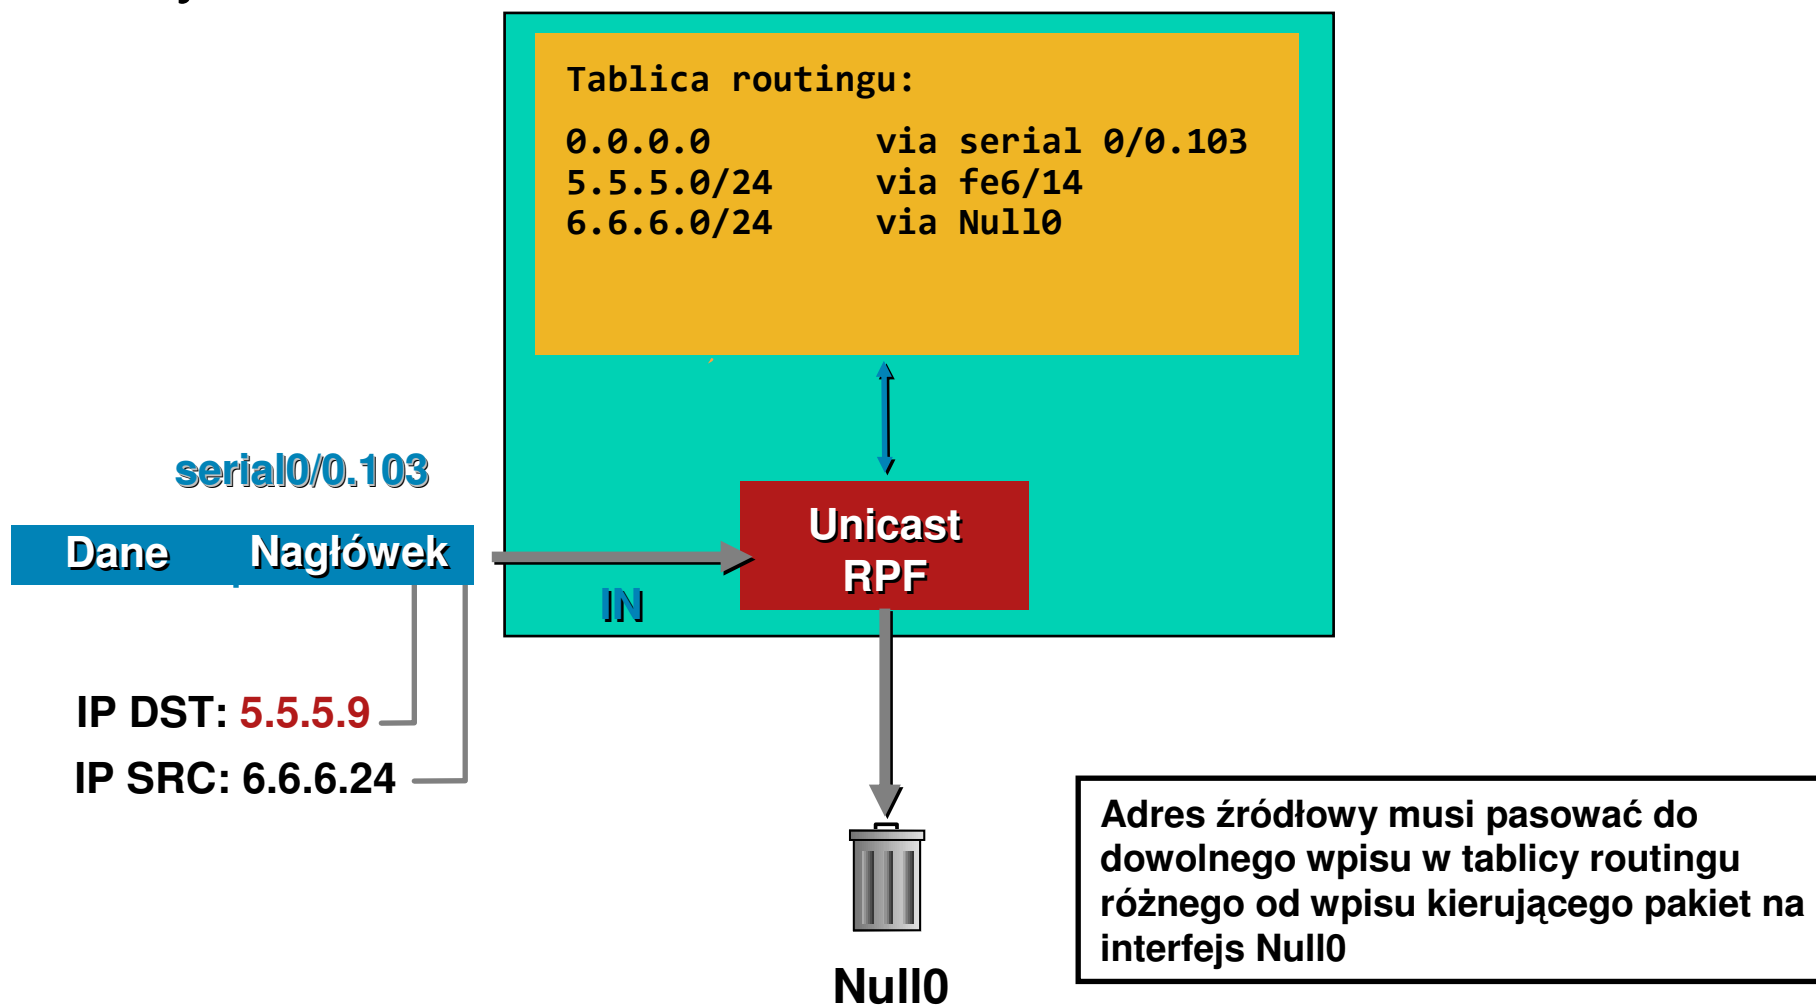 Tablica routingu:
0.0.0.0 via serial 0/0.103
5.5.5.0/24 via fe6/14
6.6.6.0/24 via Null0
serial0/0.103
Dane Nagłówek
IN
Unicast
RPF
IP DST: 5.5.5.9
IP SRC: 6.6.6.24
Null0
Adres źródłowy musi pasować do
dowolnego wpisu w tablicy routingu
różnego od wpisu kierującego pakiet na
interfejs Null0